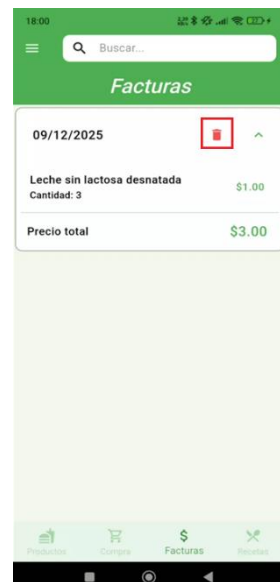 18:00
Buscar...
Facturas
09/12/2025
Leche sin lactosa desnatada
$1.00
Cantidad: 3
Precio total
$3.00
Productos
Compra
Facturas
Recetas